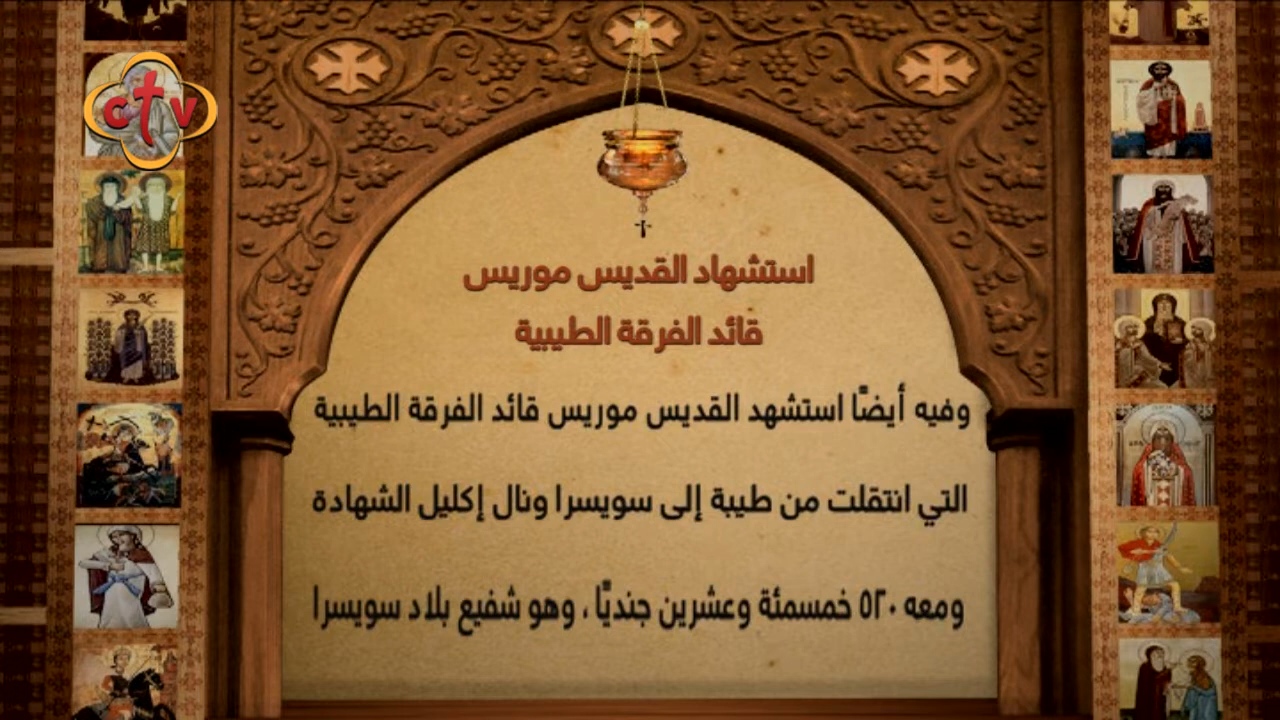 ctv
استشهاد القديس موريس
قائد الفرقة الطيبية
وفيه أيضًا استشهد القديس موريس قائد الفرقة الطيبية
التي انتقلت من طيبة إلى سويسرا ونال إكليل الشهادة
ومعه ٥٢٠ خمسمئة وعشرين جنديًا ، وهو شفيع بلاد سويسرا